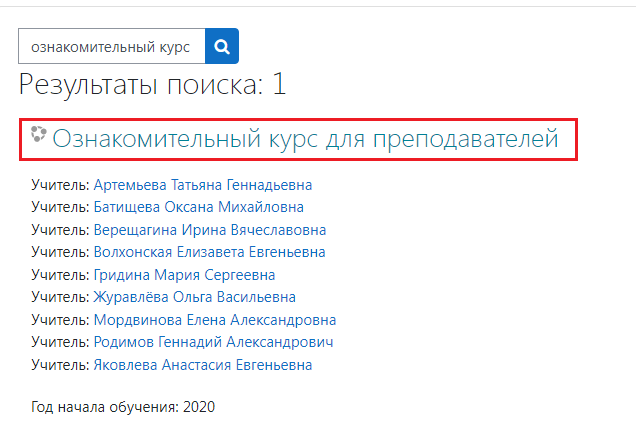 ознакомительный курс
Результаты поиска: 1
Ознакомительный курс для преподавателей
Учитель: Артемьева Татьяна Геннадьевна
Учитель: Батищева Оксана Михайловна
Учитель: Верещагина Ирина Вячеславовна
Учитель: Волхонская Елизавета Евгеньевна
Учитель: Гридина Мария Сергеевна
Учитель: Журавлёва Ольга Васильевна
Учитель: Мордвинова Елена Александровна
Учитель: Родимов Геннадий Александрович
Учитель: Яковлева Анастасия Евгеньевна
Год начала обучения: 2020